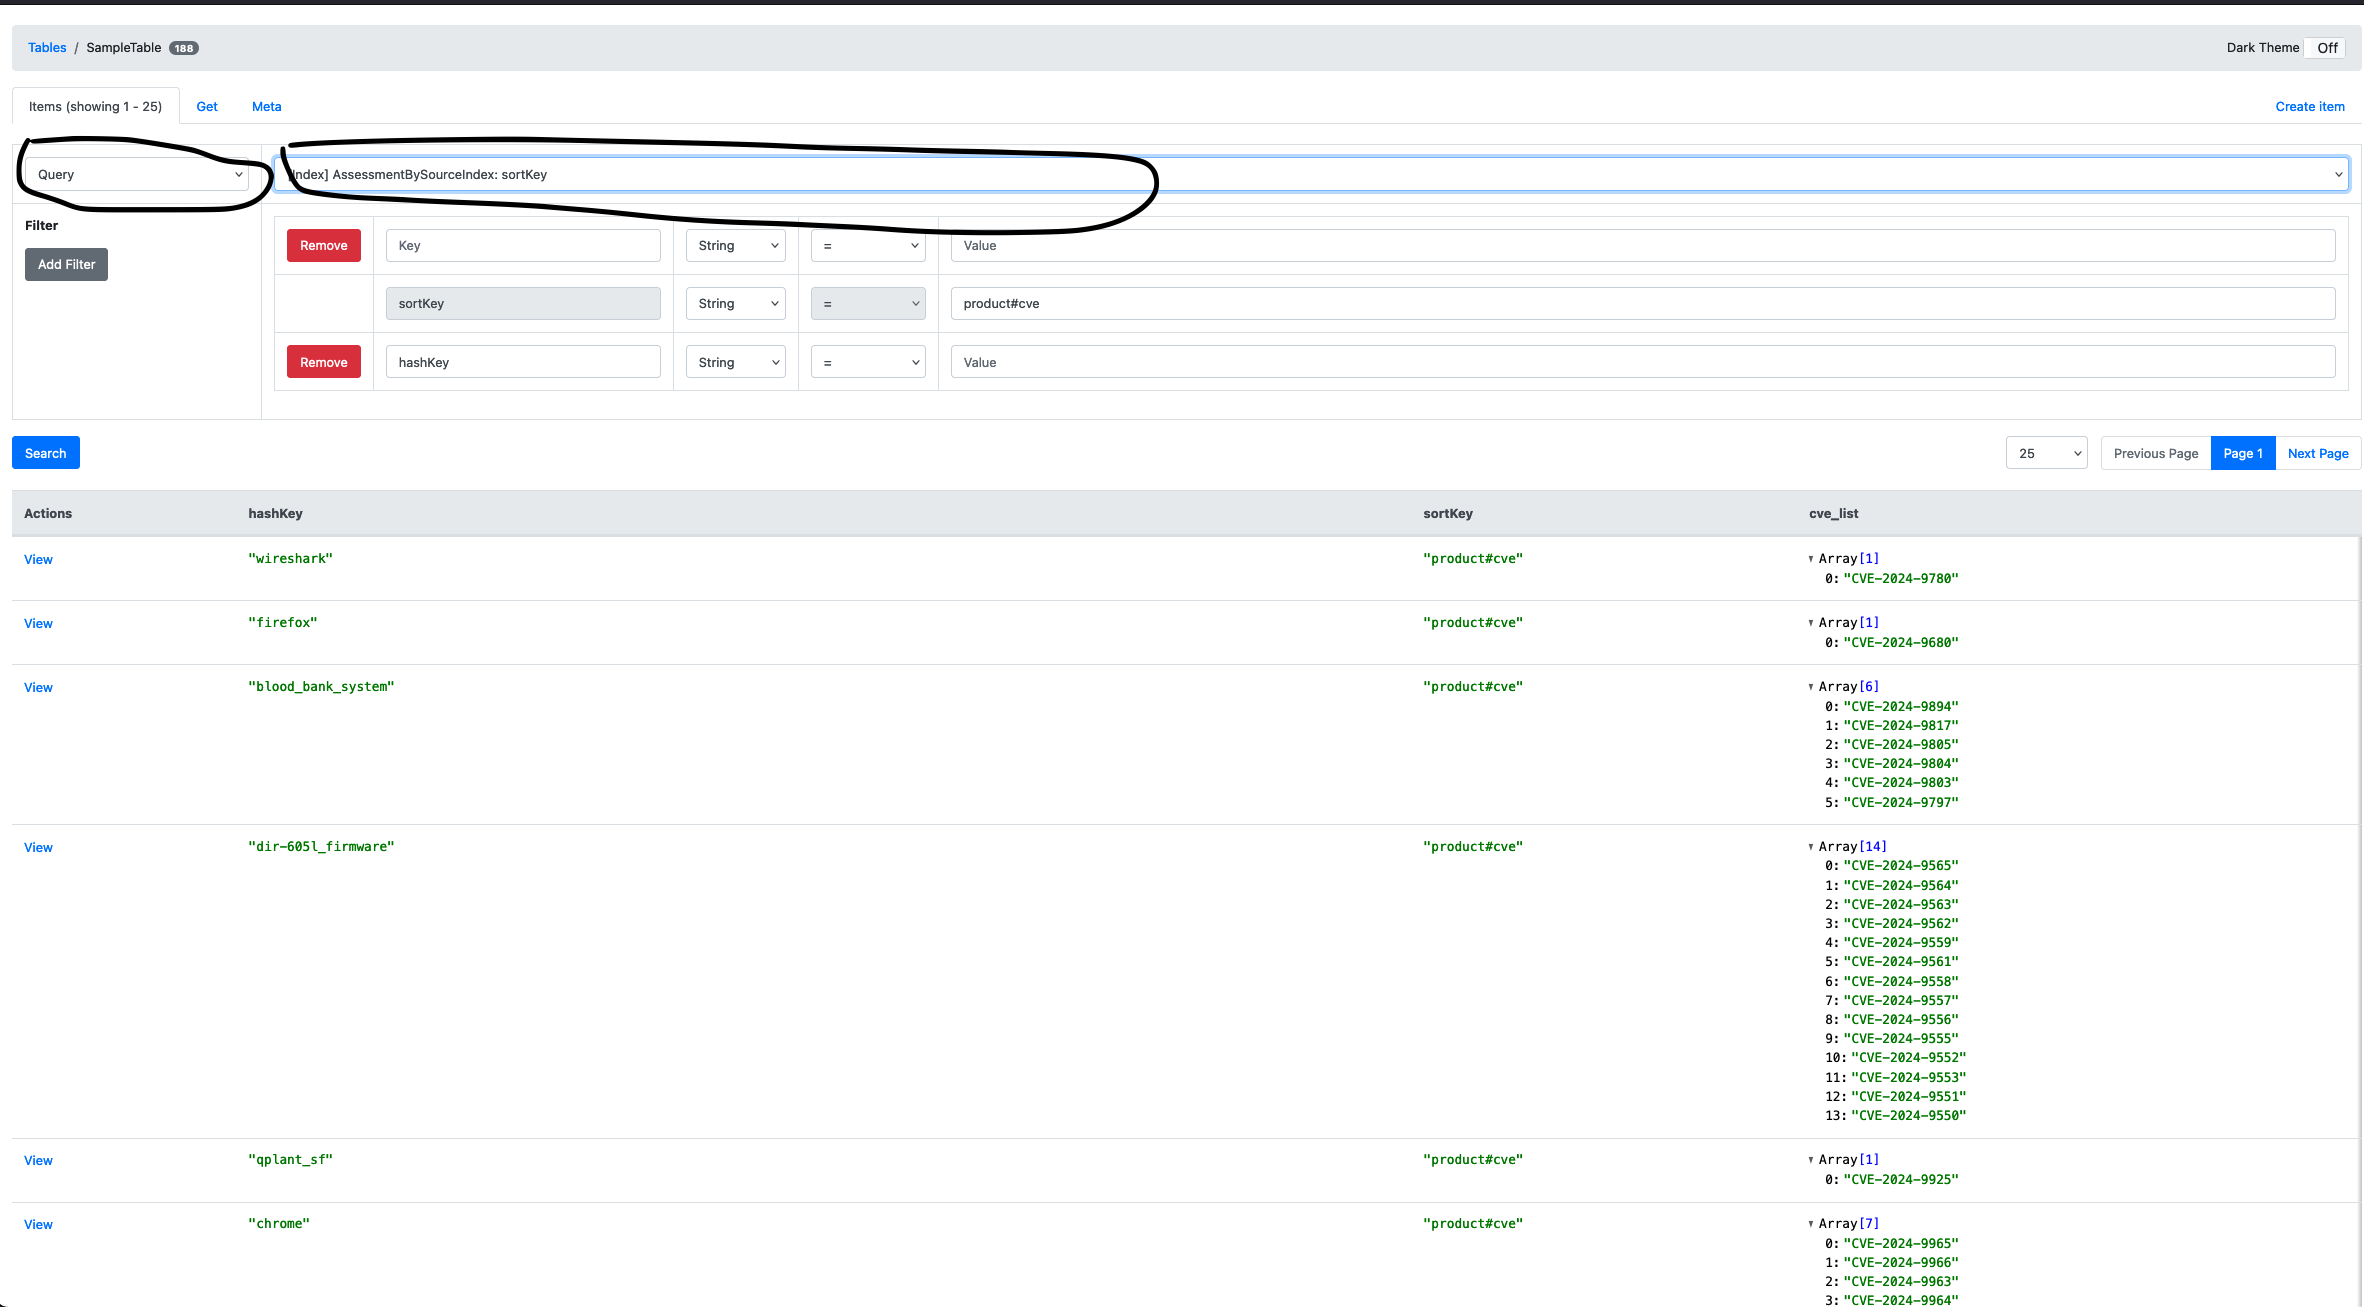 Tables / SampleTable 188 Dark Theme Off
Items (showing 1 - 25) Get Meta Create item
Query Index] AssessmentBySourceIndex: sortKey
Filter
Remove Key String = Value
Add Filter
sortKey String = product#cve
Remove hashKey String = Value
Search 25 Previous Page Page 1 Next Page
Actions hashKey sortKey cve_list
View "wireshark" "product#cve" Array[1]
0: "CVE-2024-9780"
View "firefox" "product#cve" Array[1]
0: "CVE-2024-9680"
View "blood_bank_system" "product#cve" Array[6]
0: "CVE-2024-9894"
1: "CVE-2024-9817"
2: "CVE-2024-9805"
3: "CVE-2024-9804"
4: "CVE-2024-9803"
5: "CVE-2024-9797"
View "dir-605l_firmware" "product#cve" Array[14]
0: "CVE-2024-9565"
1: "CVE-2024-9564"
2: "CVE-2024-9563"
3: "CVE-2024-9562"
4: "CVE-2024-9559"
5: "CVE-2024-9561"
6: "CVE-2024-9558"
7: "CVE-2024-9557"
8: "CVE-2024-9556"
9: "CVE-2024-9555"
10: "CVE-2024-9552"
11: "CVE-2024-9553"
12: "CVE-2024-9551"
13: "CVE-2024-9550"
View "qplant_sf" "product#cve" Array[1]
0: "CVE-2024-9925"
View "chrome" "product#cve" Array[7]
0: "CVE-2024-9965"
1: "CVE-2024-9966"
2: "CVE-2024-9963"
3: "CVE-2024-9964"